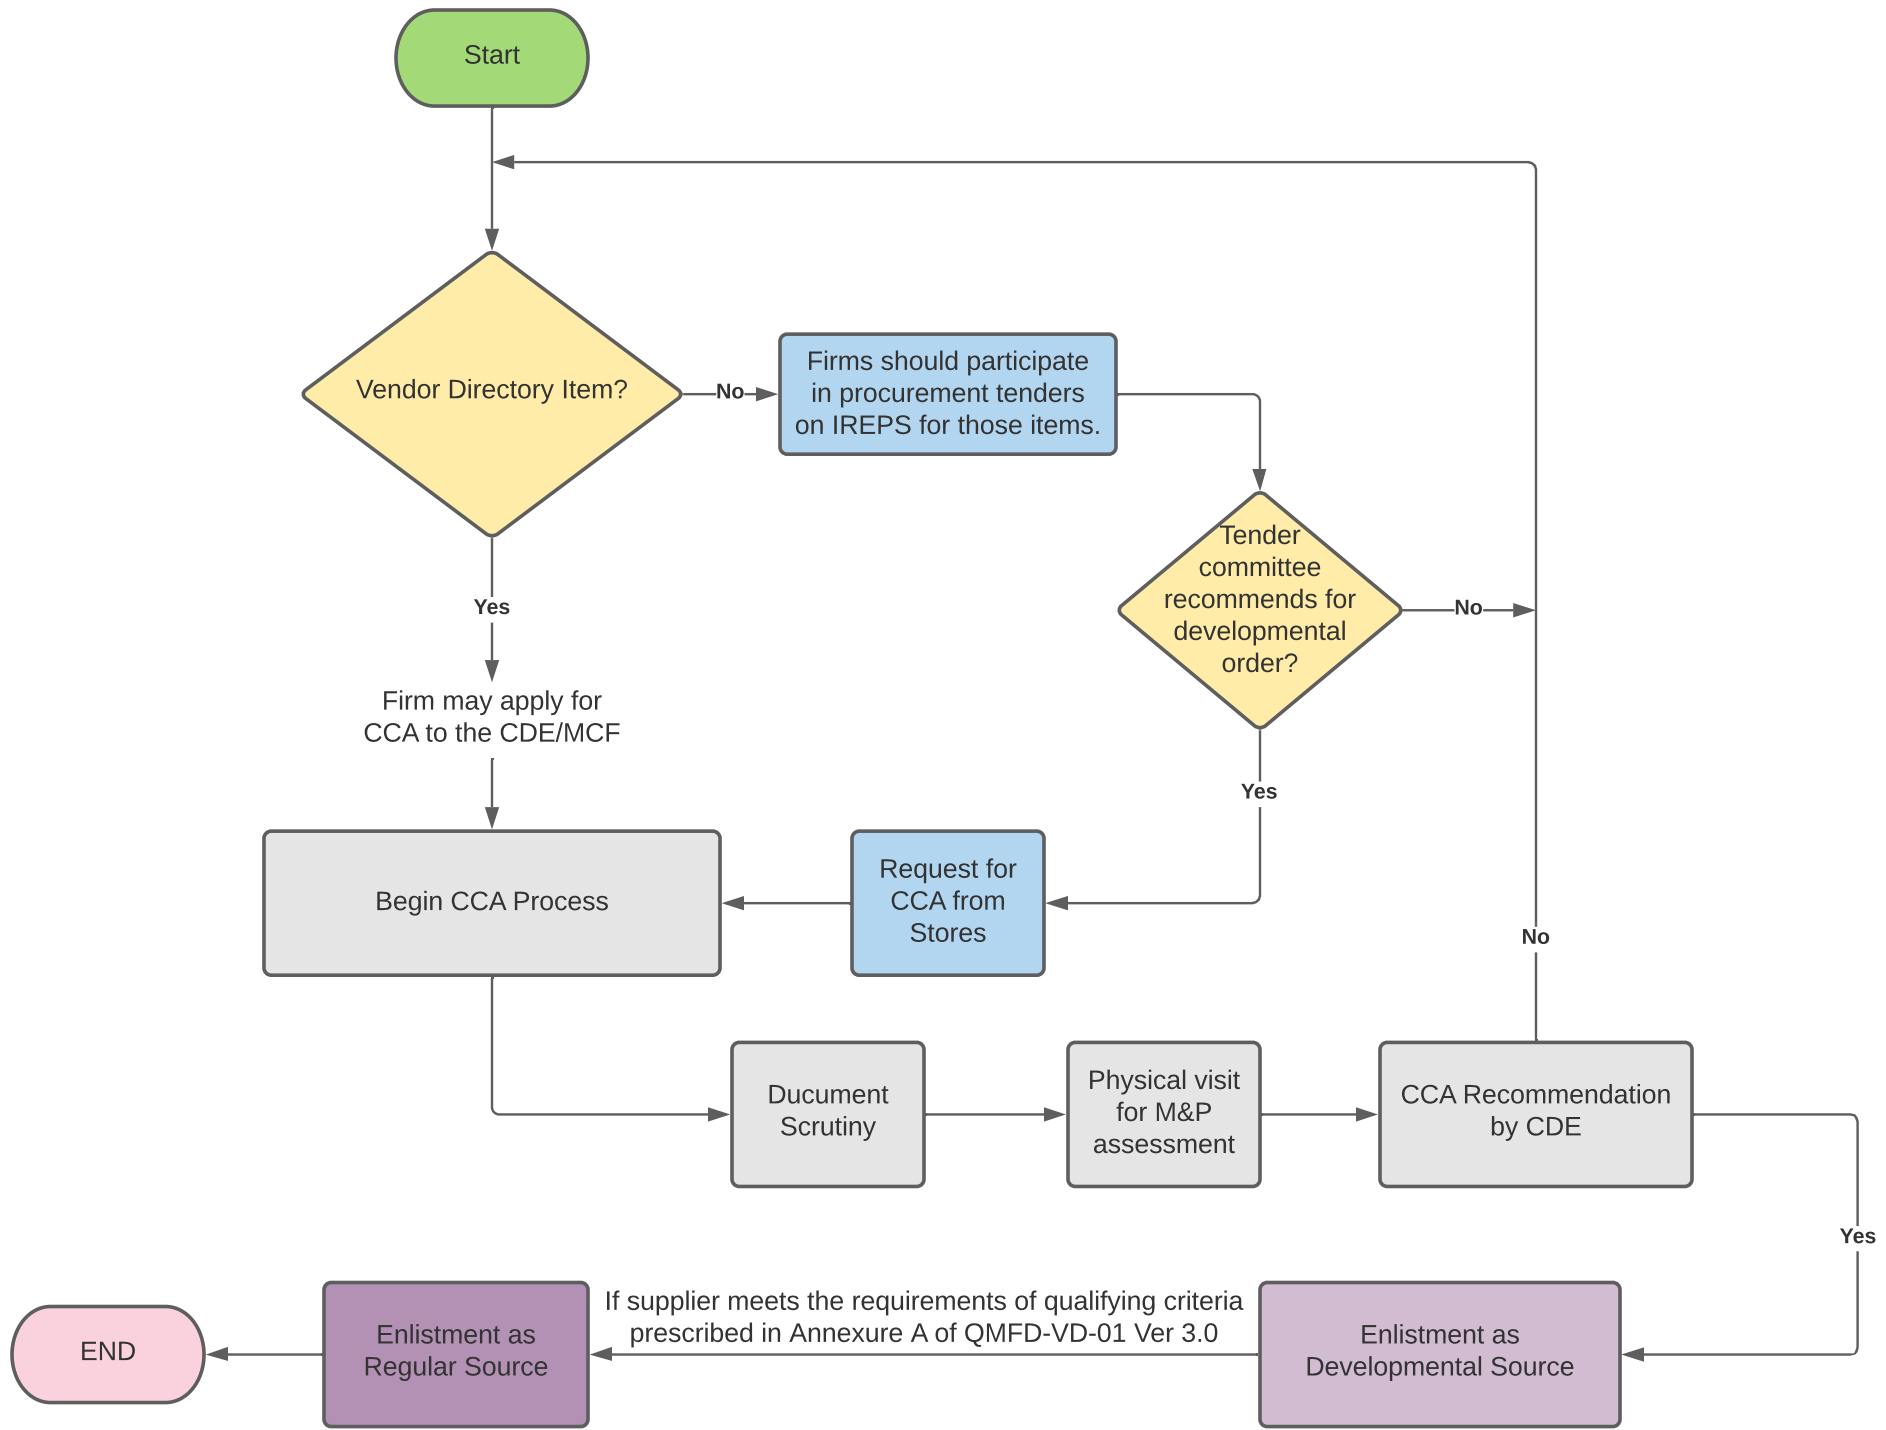 Start
Vendor Directory Item?
No
Firms should participate
in procurement tenders
on IREPS for those items.
Tender
committee
recommends for
developmental
order?
No
Yes
Yes
Firm may apply for
CCA to the CDE/MCF
Begin CCA Process
Request for
CCA from
Stores
No
Ducument
Scrutiny
Physical visit
for M&P
assessment
CCA Recommendation
by CDE
Yes
Enlistment as
Developmental Source
If supplier meets the requirements of qualifying criteria
prescribed in Annexure A of QMFD-VD-01 Ver 3.0
Enlistment as
Regular Source
END